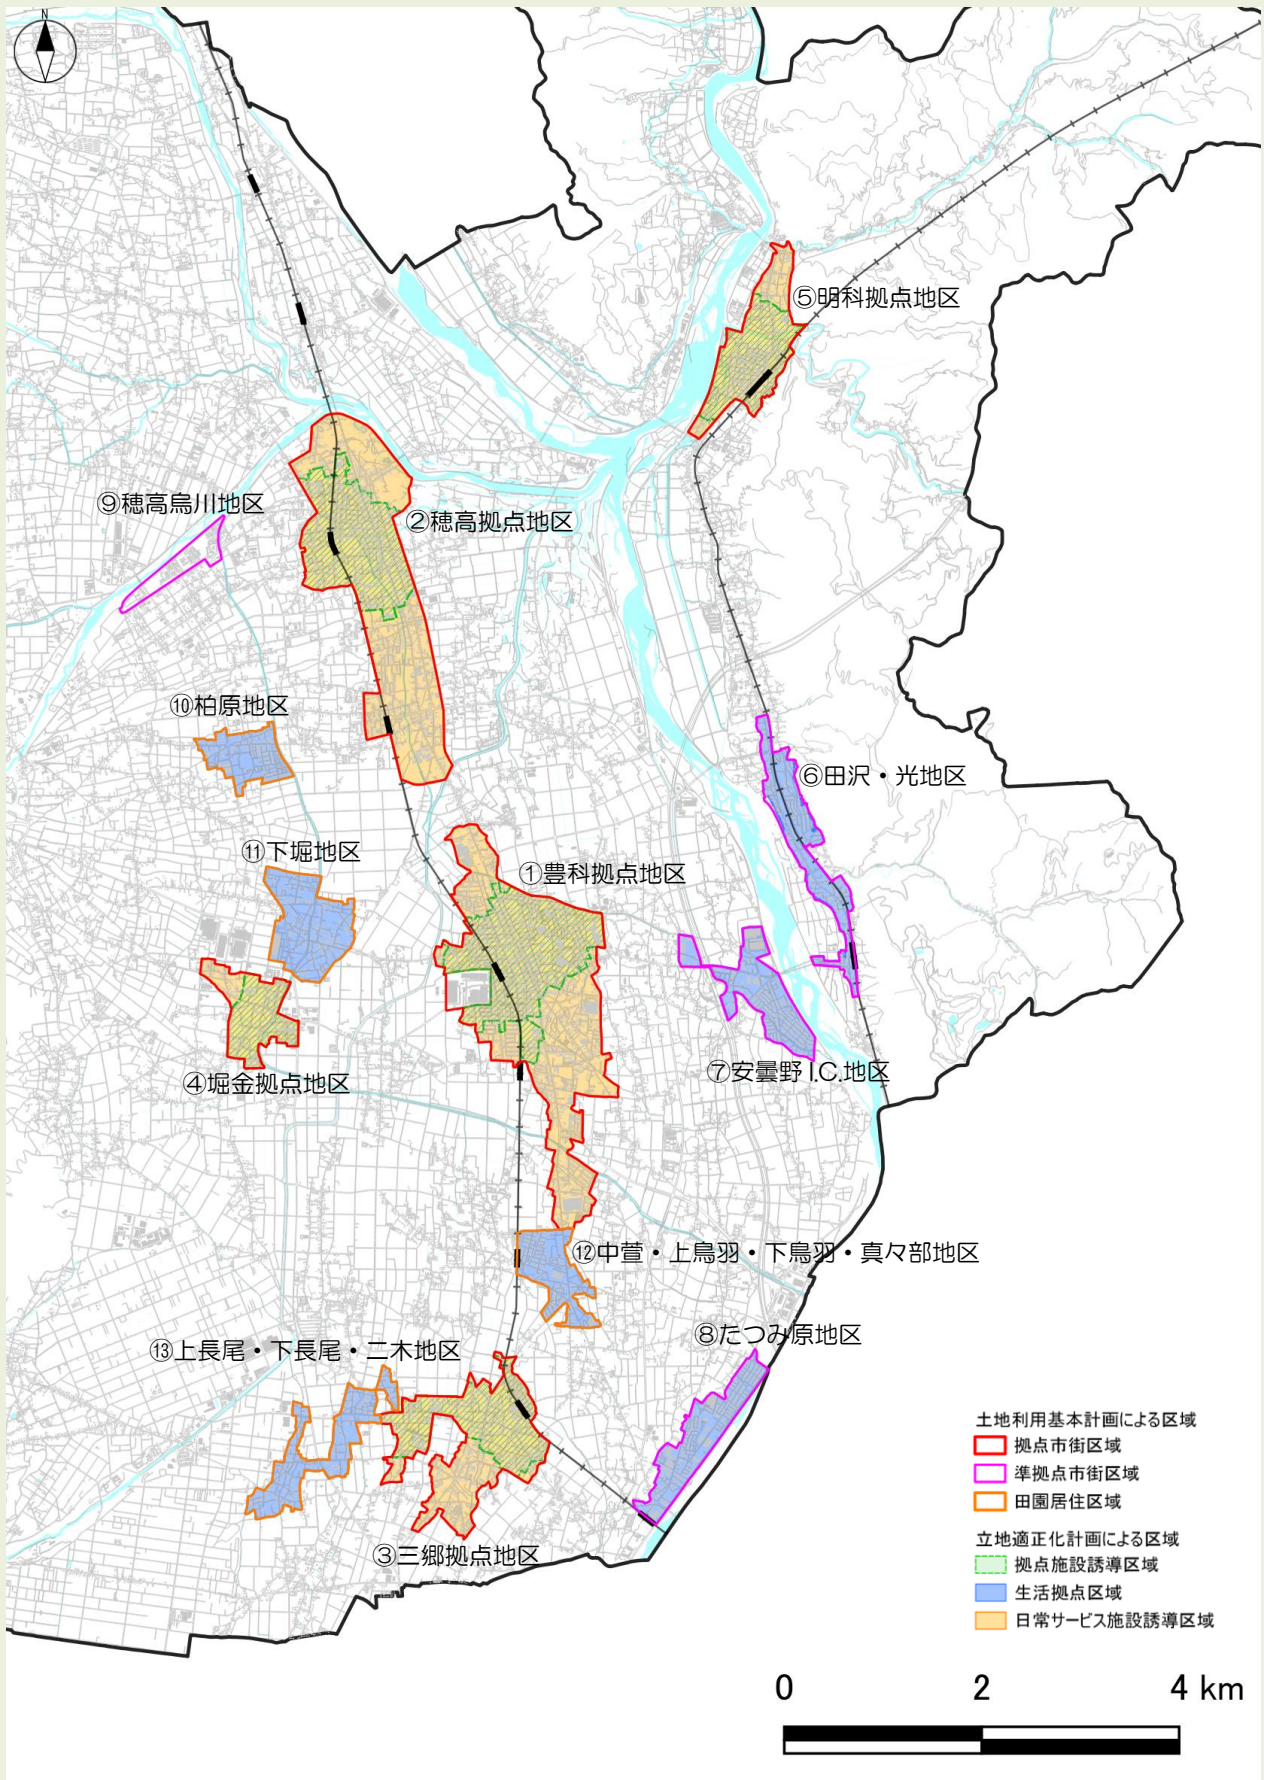 N
⑤明科拠点地区
⑨穂高烏川地区
②穂高拠点地区
⑩柏原地区
⑥田沢・光地区
⑪下堀地区
①豊科拠点地区
⑦安曇野I.C.地区
④堀金拠点地区
⑫中萱・上鳥羽・下鳥羽・真々部地区
⑧たつみ原地区
⑬上長尾・下長尾・二木地区
③三郷拠点地区
土地利用基本計画による区域
拠点市街区域
準拠点市街区域
田園居住区域
立地適正化計画による区域
拠点施設誘導区域
生活拠点区域
日常サービス施設誘導区域
0 2 4 km